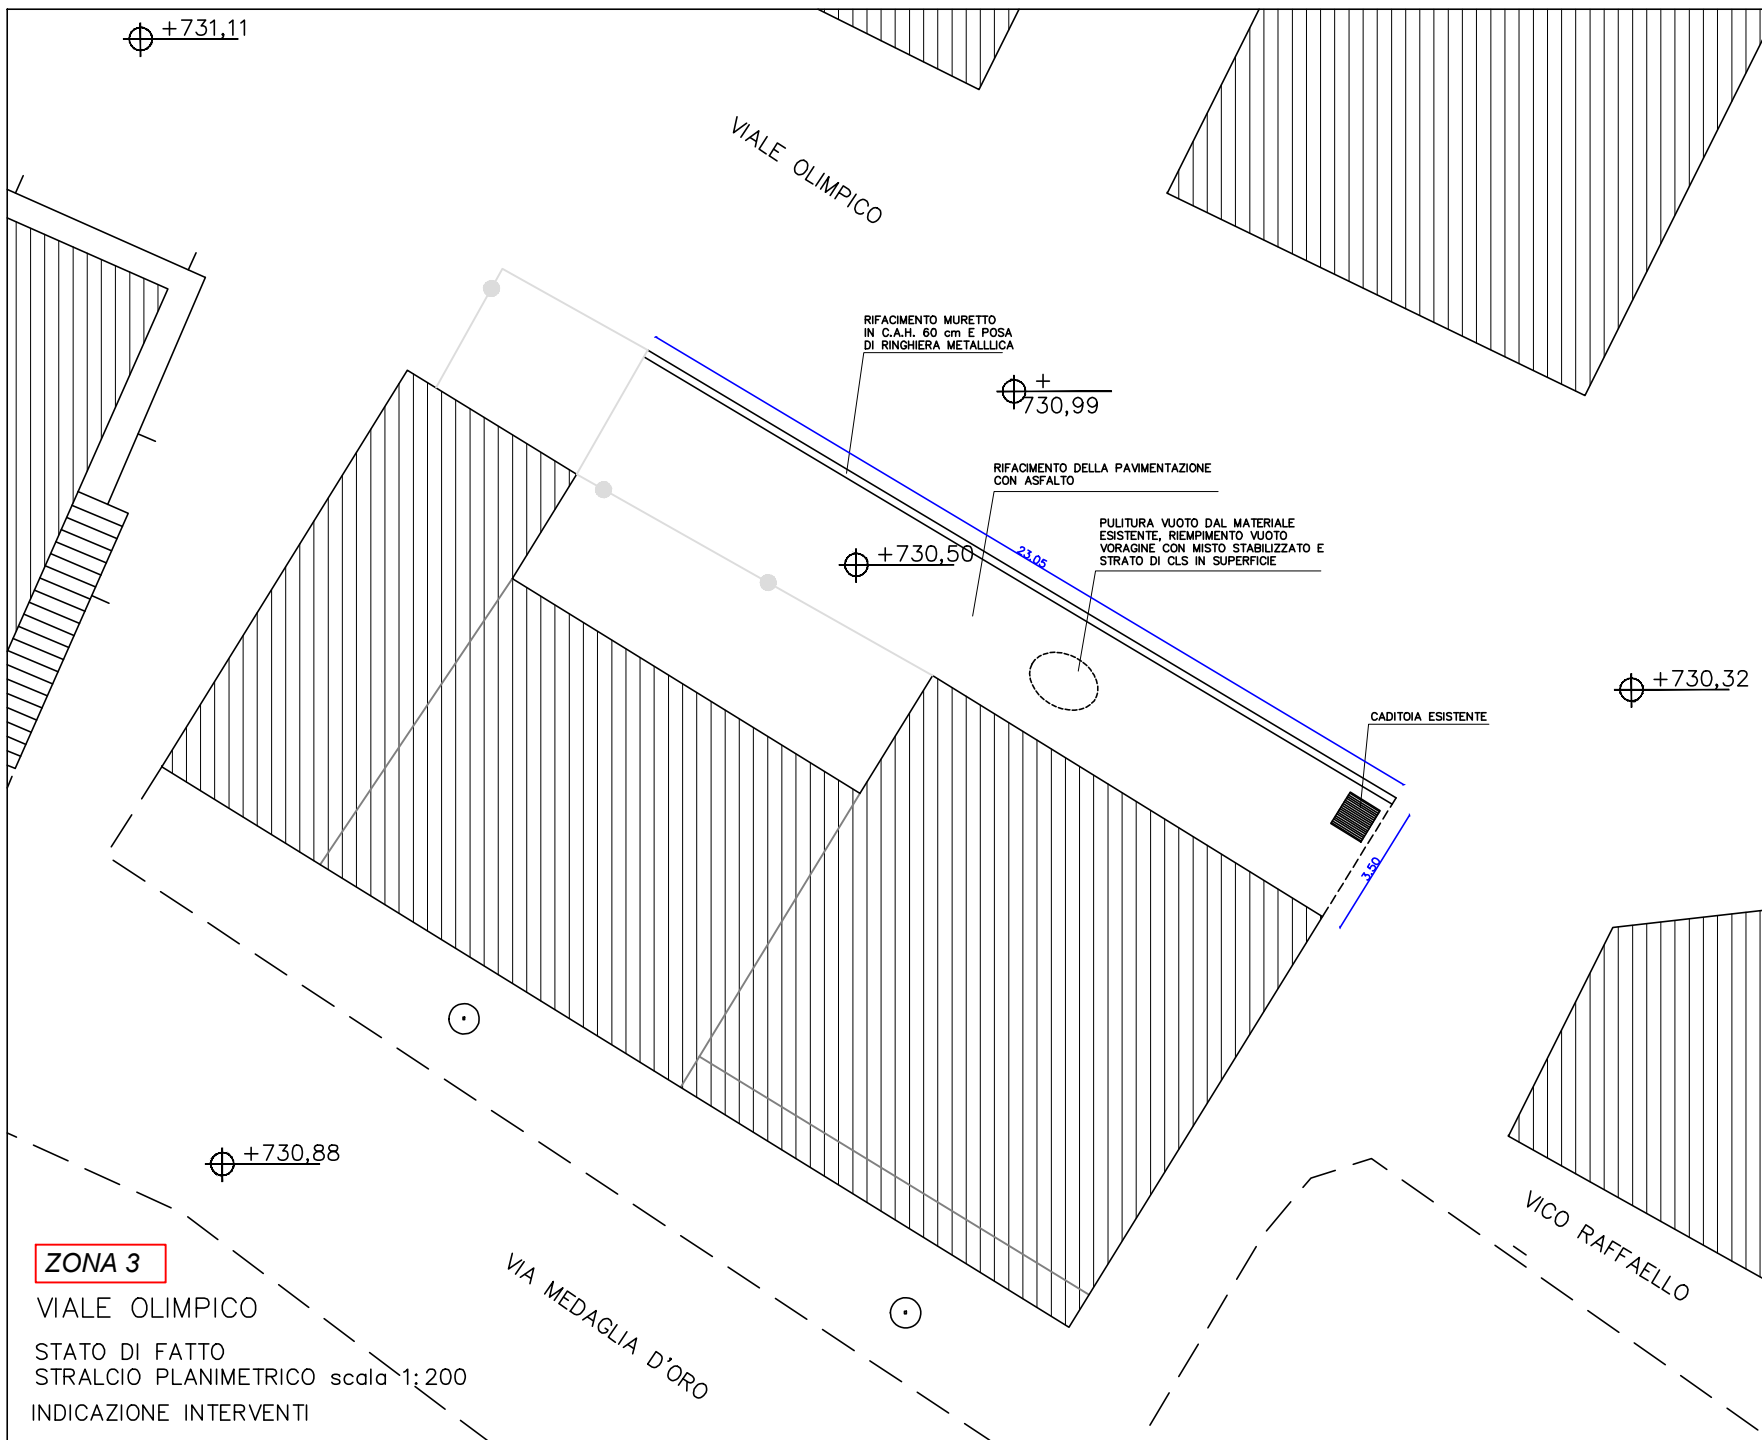 +731,11
VIALE OLIMPICO
RIFACIMENTO MURETTO
IN C.A.H. 60 cm E POSA
DI RINGHIERA METALLLICA
+
730,99
RIFACIMENTO DELLA PAVIMENTAZIONE
CON ASFALTO
PULITURA VUOTO DAL MATERIALE
ESISTENTE, RIEMPIMENTO VUOTO
VORAGINE CON MISTO STABILIZZATO E
STRATO DI CLS IN SUPERFICIE
+730,50
23.05
+730,32
CADITOIA ESISTENTE
3.50
+730,88
VICO RAFFAELLO
VIA MEDAGLIA D'ORO
ZONA 3
VIALE OLIMPICO
STATO DI FATTO
STRALCIO PLANIMETRICO scala 1:200
INDICAZIONE INTERVENTI